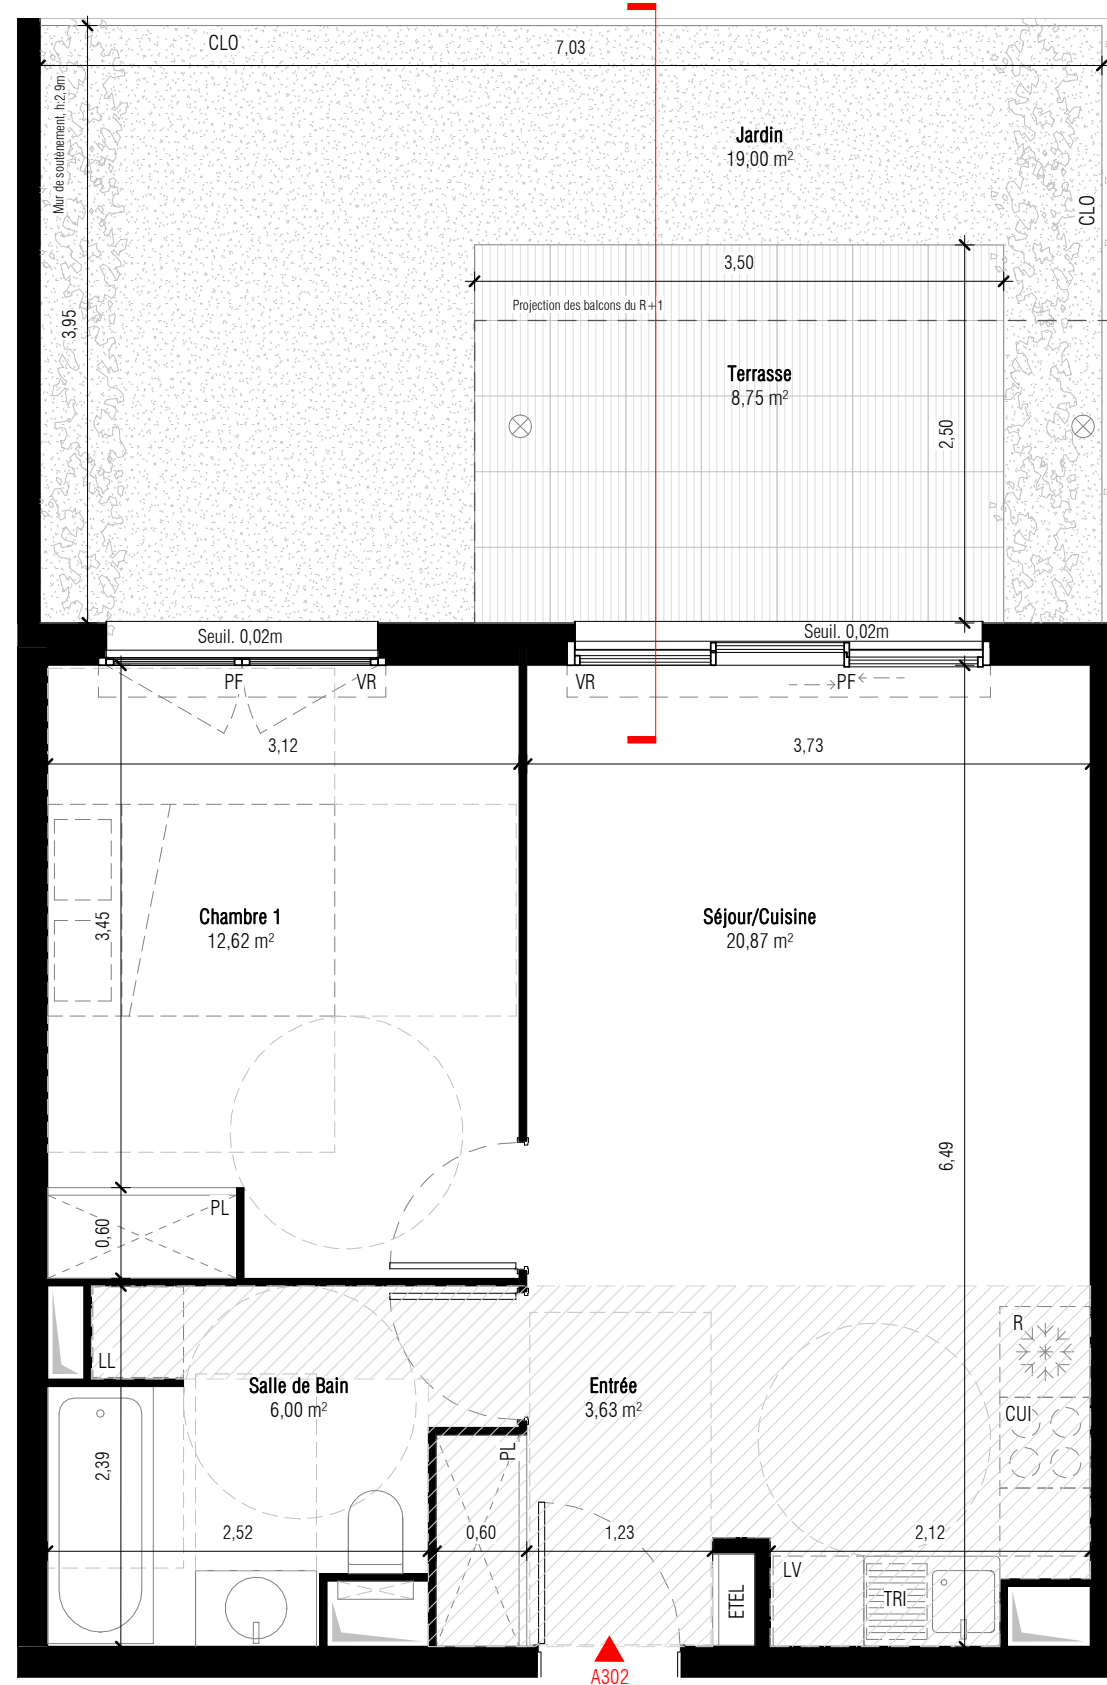 CLO
7,03
Mur de soutènement, h:2,9m
Jardin
19,00 m²
CLO
3,50
Projection des balcons du R+1
3,95
Terrasse
8,75 m²
2,50
Seuil. 0,02m
Seuil. 0,02m
PF
VR
VR
PF
3,12
3,73
Chambre 1
12,62 m²
3,45
Séjour/Cuisine
20,87 m²
6,49
PL
0,60
R
LL
Salle de Bain
6,00 m²
Entrée
3,63 m²
CUI
PL
2,39
2,52
0,60
1,23
2,12
LV
ETEL
TRI
A302